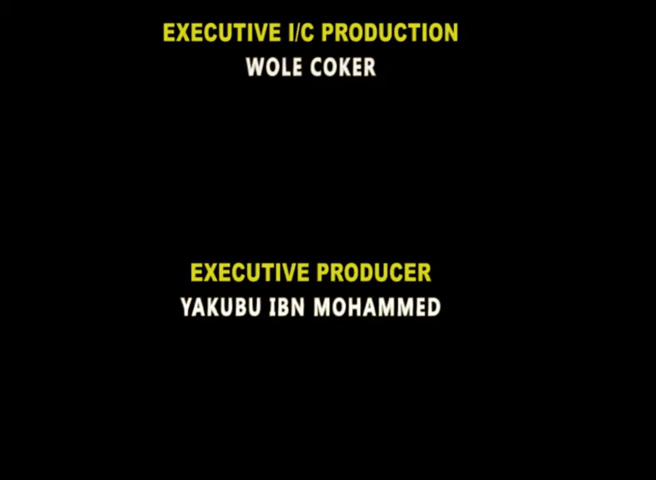 EXECUTIVE I/C PRODUCTION
WOLE COKER
EXECUTIVE PRODUCER
YAKUBU IBN MOHAMMED